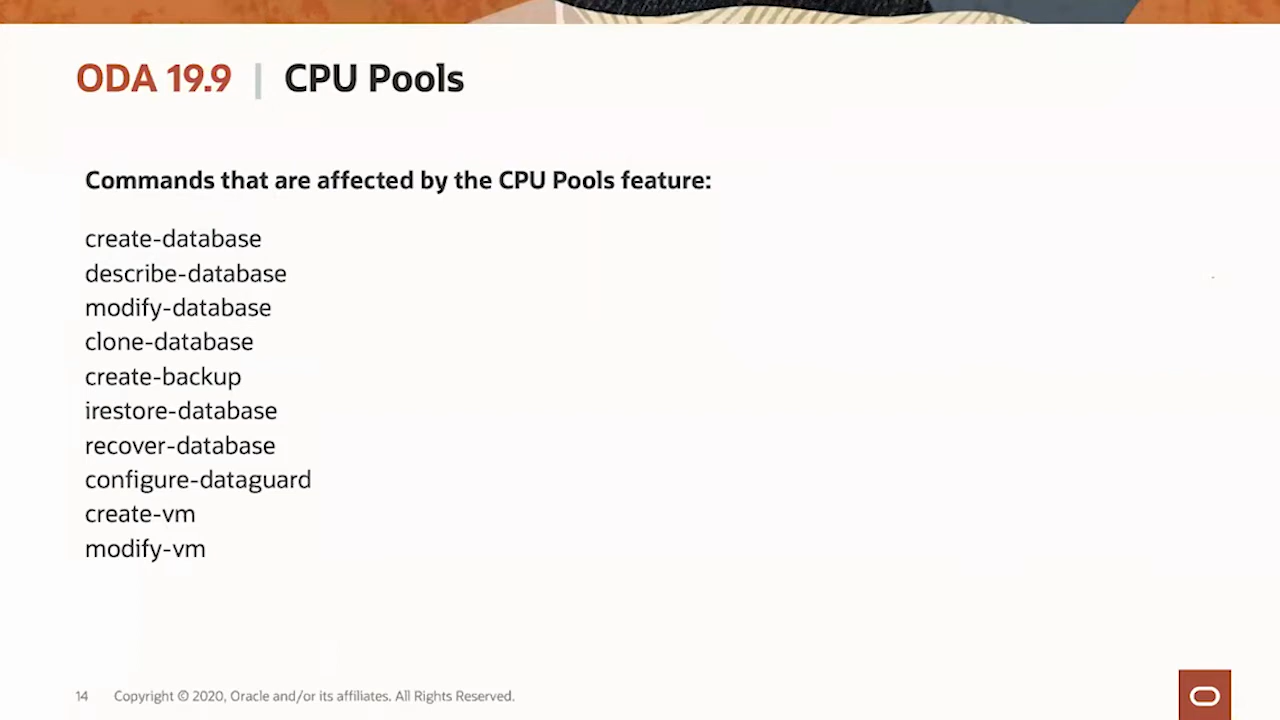 ODA 19.9 | CPU Pools
Commands that are affected by the CPU Pools feature:
create-database
describe-database
modify-database
clone-database
create-backup
irestore-database
recover-database
configure-dataguard
create-vm
modify-vm
14 Copyright © 2020, Oracle and/or its affiliates. All Rights Reserved.